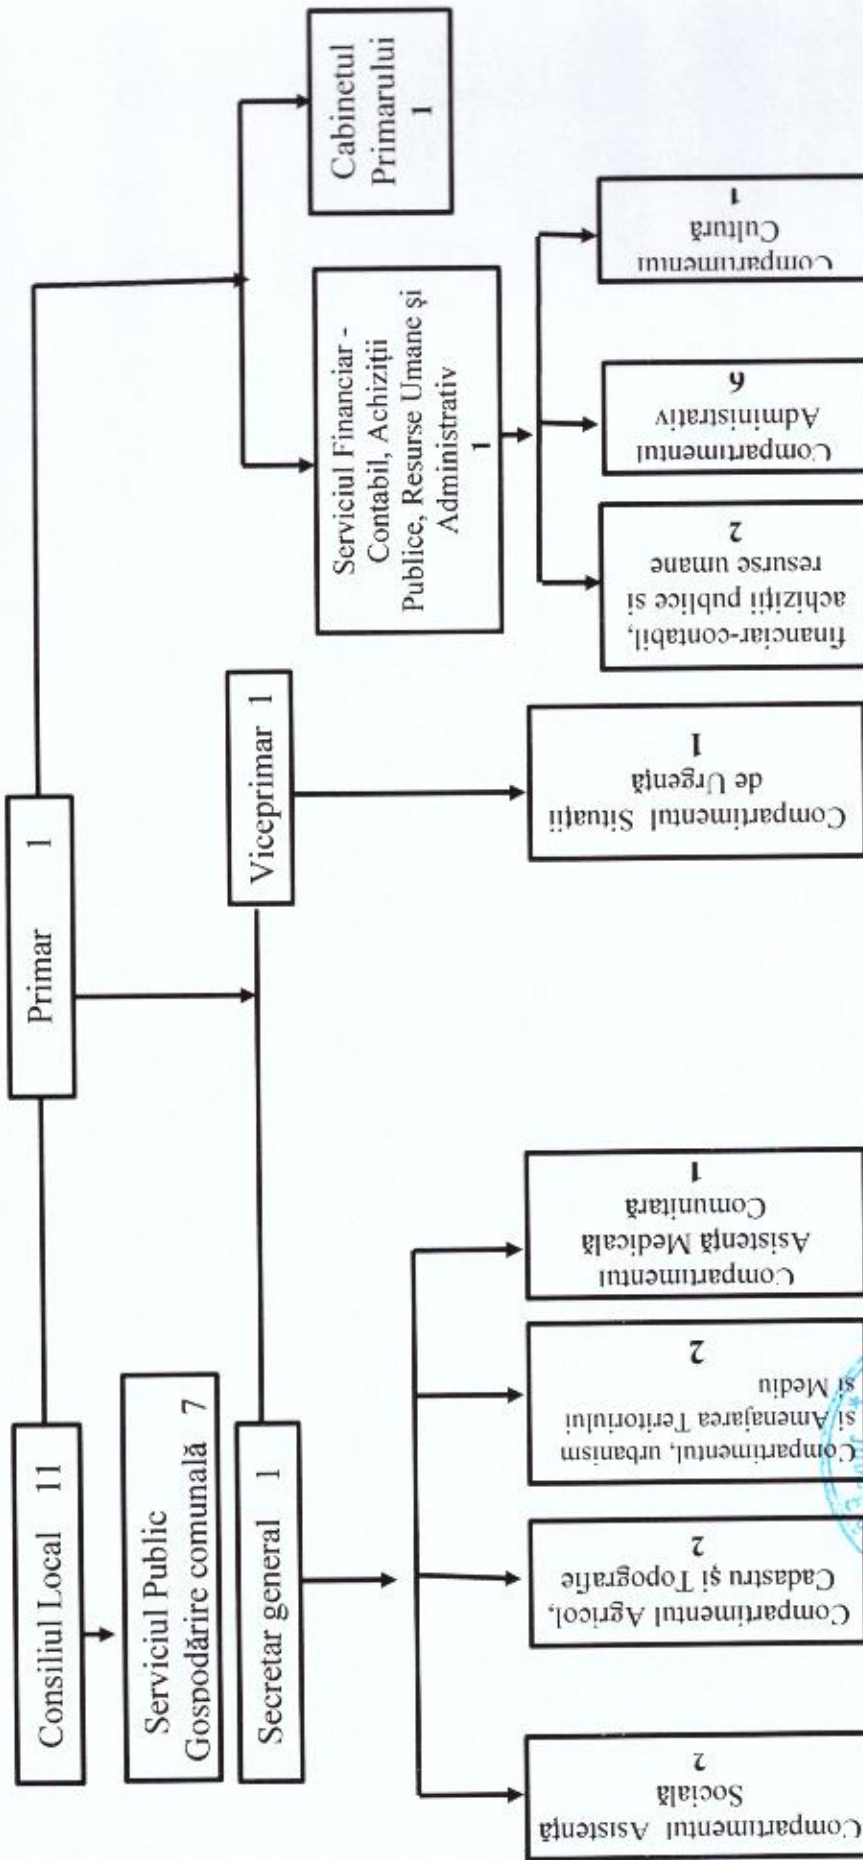 Consiliul Local 11
Primar 1
Serviciul Public
Gospodărire comunală 7
Secretar general 1
Viceprimar 1
Serviciul Financiar -
Contabil, Achiziții
Publice, Resurse Umane și
Administrativ
1
Cabinetul
Primarului
1
Compartimentul Asistență
Socială
2
Compartimentul Agricol,
Cadastru și Topografie
2
Compartimentul, urbanism
si Amenajarea Teritoriului
si Mediu
2
Compartimentul
Asistență Medicală
Comunitară
1
Compartimentul Situații
de Urgență
1
financiar-contabil,
achiziții publice si
resurse umane
2
Compartimentul
Administrativ
6
Compartimentul
Cultură
1